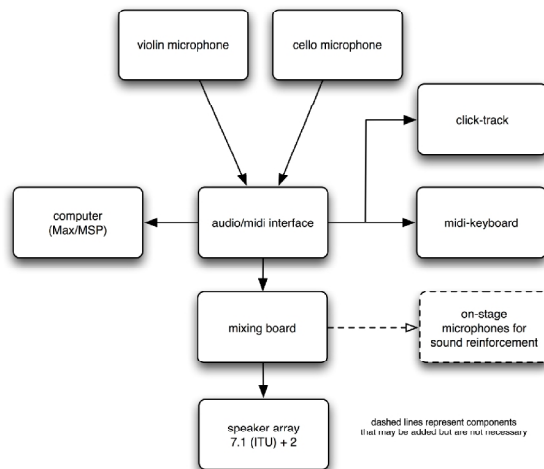 violin microphone
cello microphone
click-track
computer
(Max/MSP)
audio/midi interface
midi-keyboard
mixing board
on-stage
microphones for
sound reinforcement
speaker array
7.1 (ITU) + 2
dashed lines represent components
that may be added but are not necessary